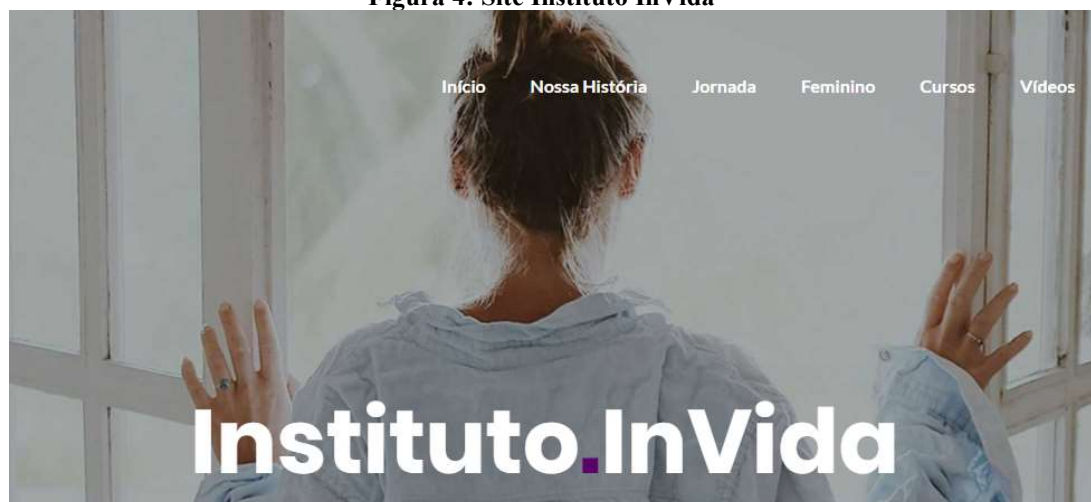 Figura 4: Site Instituto InVida
Início Nossa História Jornada Feminino Cursos Vídeos
Instituto.InVida